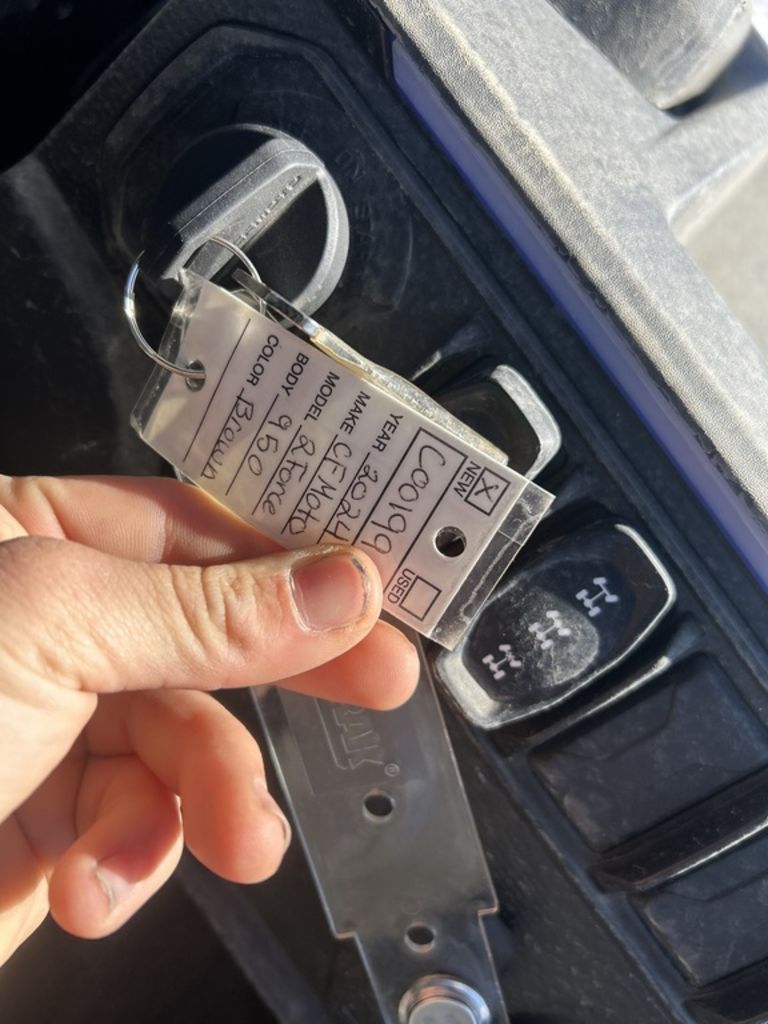 NEW ☒ USED ☐
C00199
YEAR 2024
MAKE CFMoto
MODEL ZForce
BODY 950
COLOR Brown